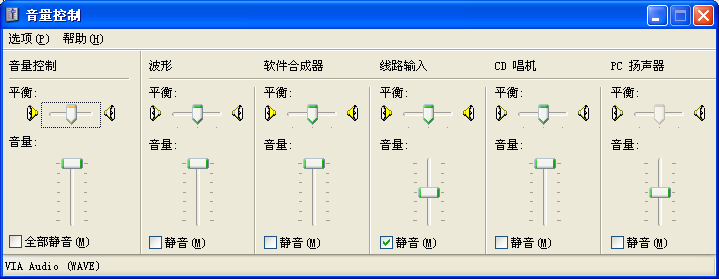 音量控制
选项(P) 帮助(H)
音量控制 波形 软件合成器 线路输入 CD 唱机 PC 扬声器
平衡: 平衡: 平衡: 平衡: 平衡: 平衡:
音量: 音量: 音量: 音量: 音量: 音量:
全部静音(M) 静音(M) 静音(M) 静音(M) 静音(M) 静音(M)
VIA Audio (WAVE)